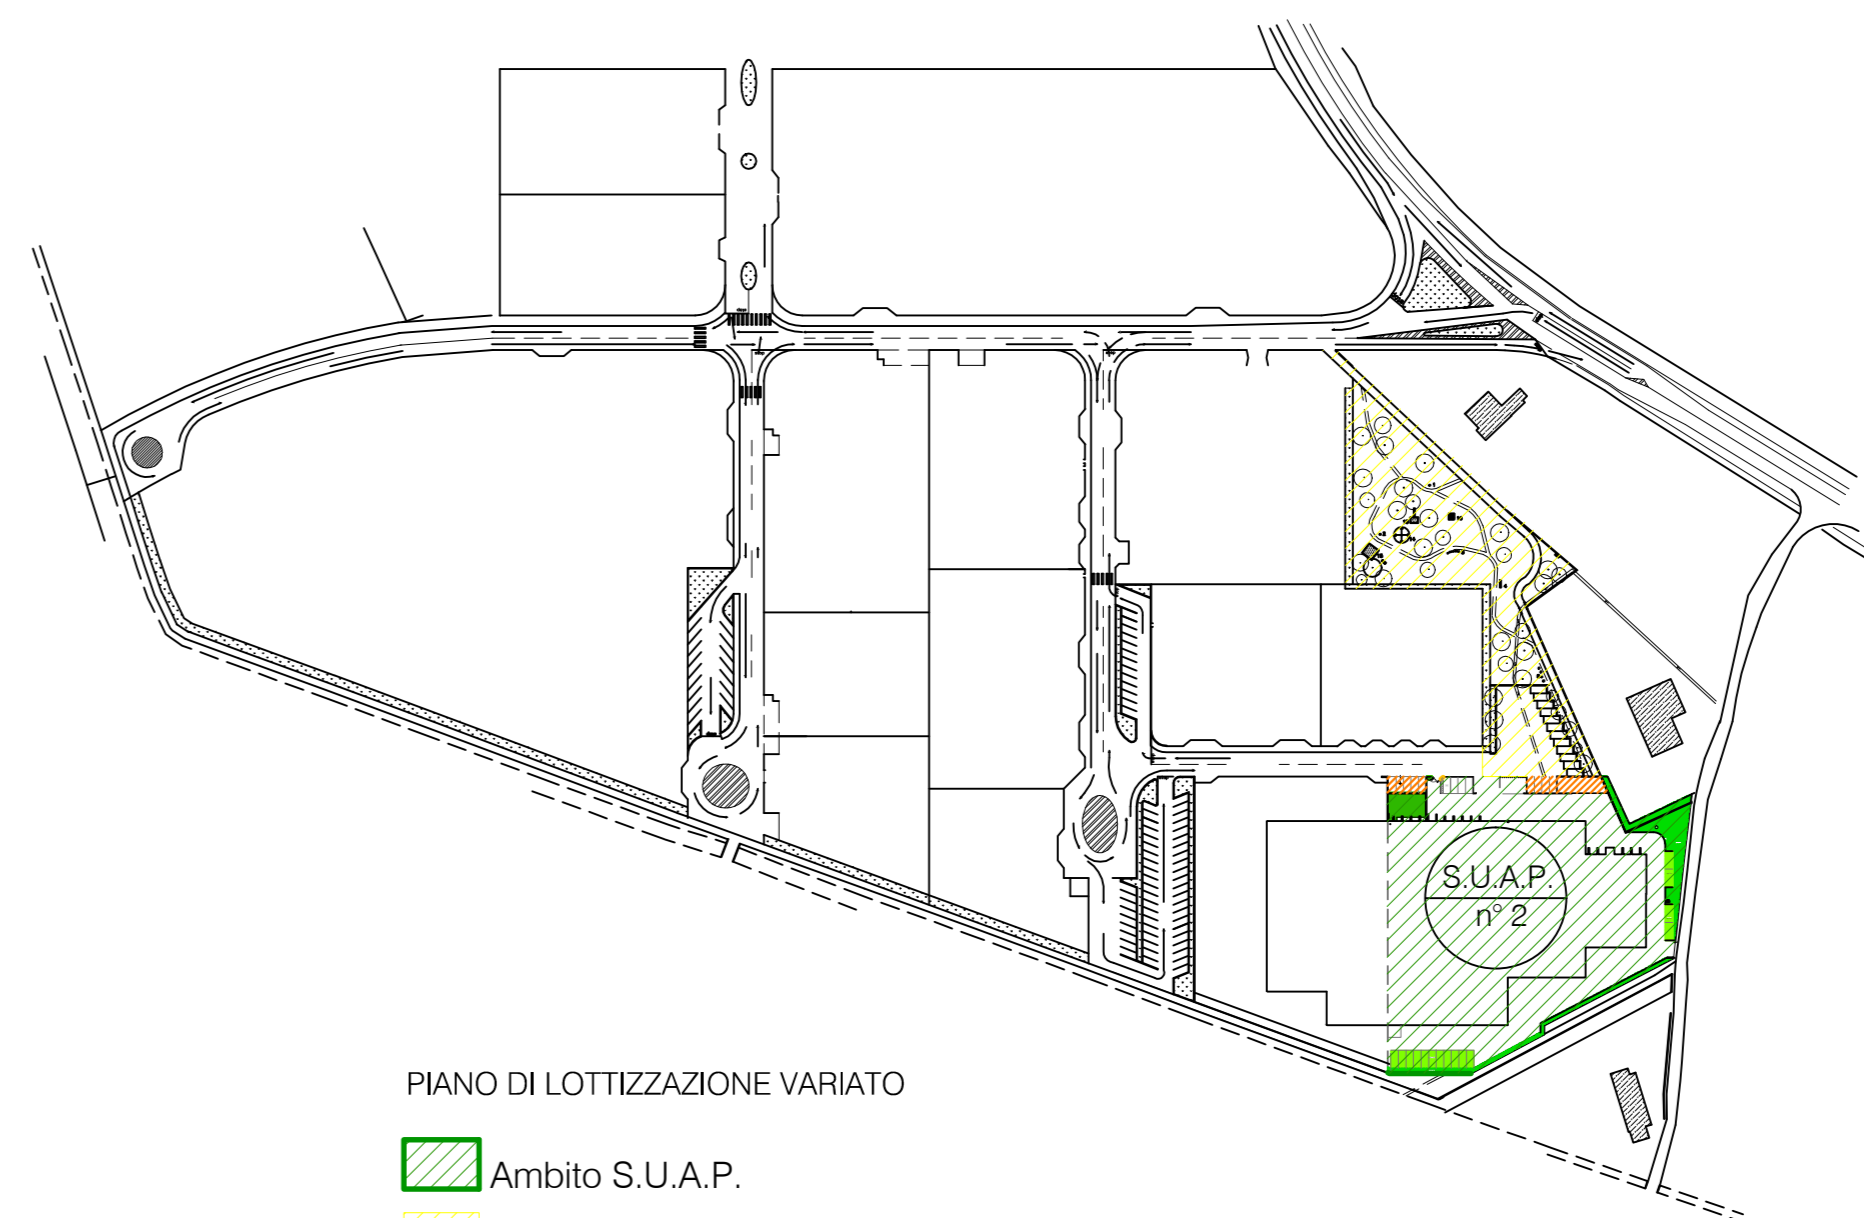 S.U.A.P.
n° 2
PIANO DI LOTTIZZAZIONE VARIATO
Ambito S.U.A.P.